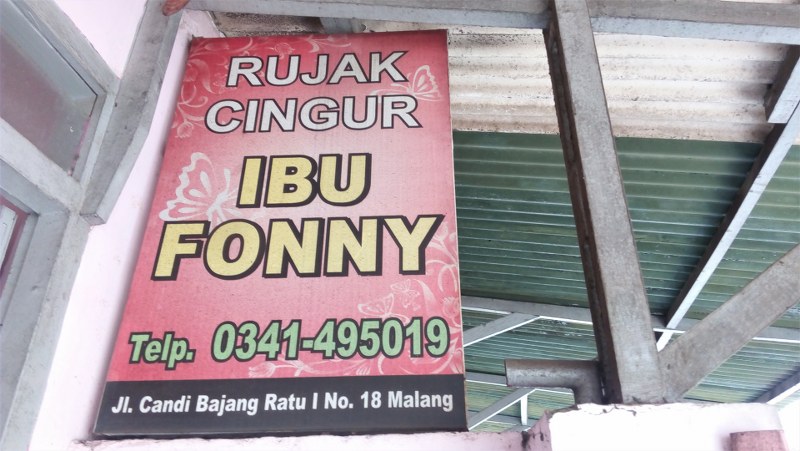 RUJAK
CINGUR
IBU
FONNY
Telp. 0341-495019
Jl. Candi Bajang Ratu I No. 18 Malang